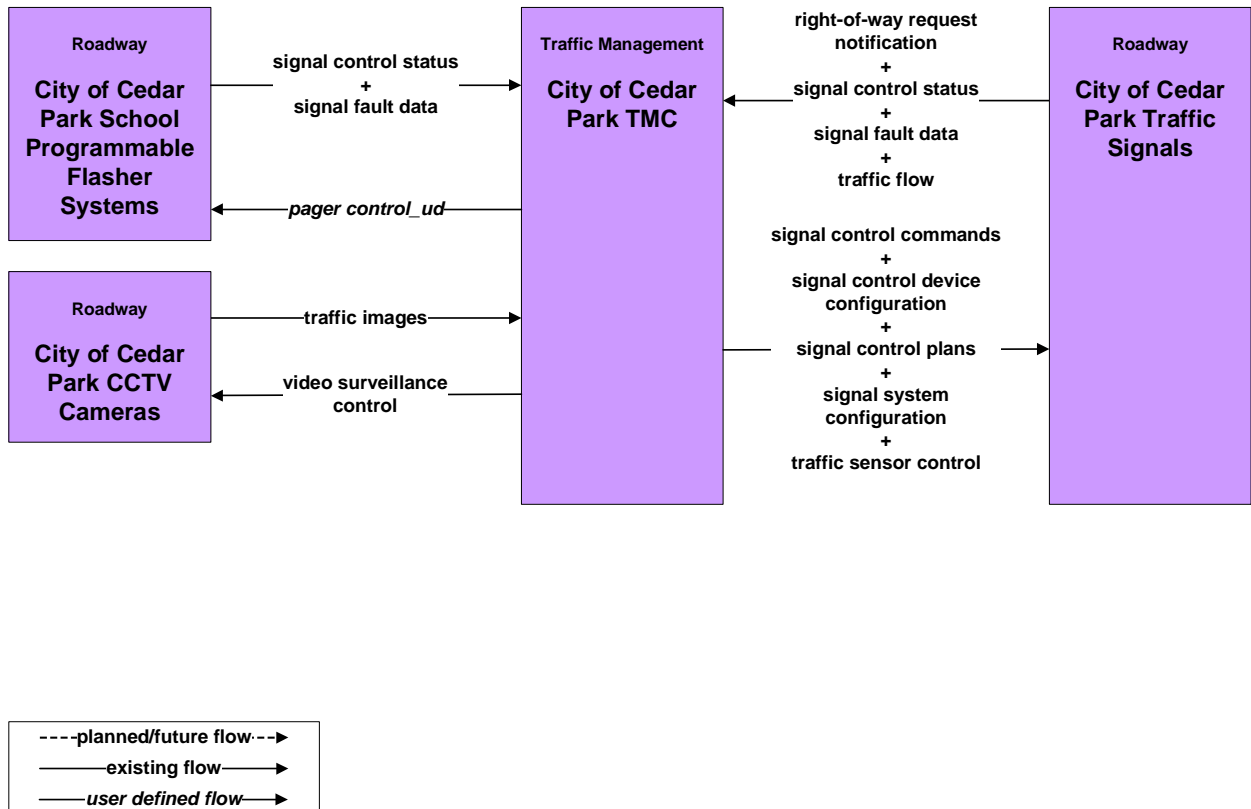 Roadway
City of Cedar
Park School
Programmable
Flasher
Systems
signal control status
+
signal fault data
pager control_ud
Roadway
City of Cedar
Park CCTV
Cameras
traffic images
video surveillance
control
Traffic Management
City of Cedar
Park TMC
right-of-way request
notification
+
signal control status
+
signal fault data
+
traffic flow
signal control commands
+
signal control device
configuration
+
signal control plans
+
signal system
configuration
+
traffic sensor control
Roadway
City of Cedar
Park Traffic
Signals
planned/future flow
existing flow
user defined flow